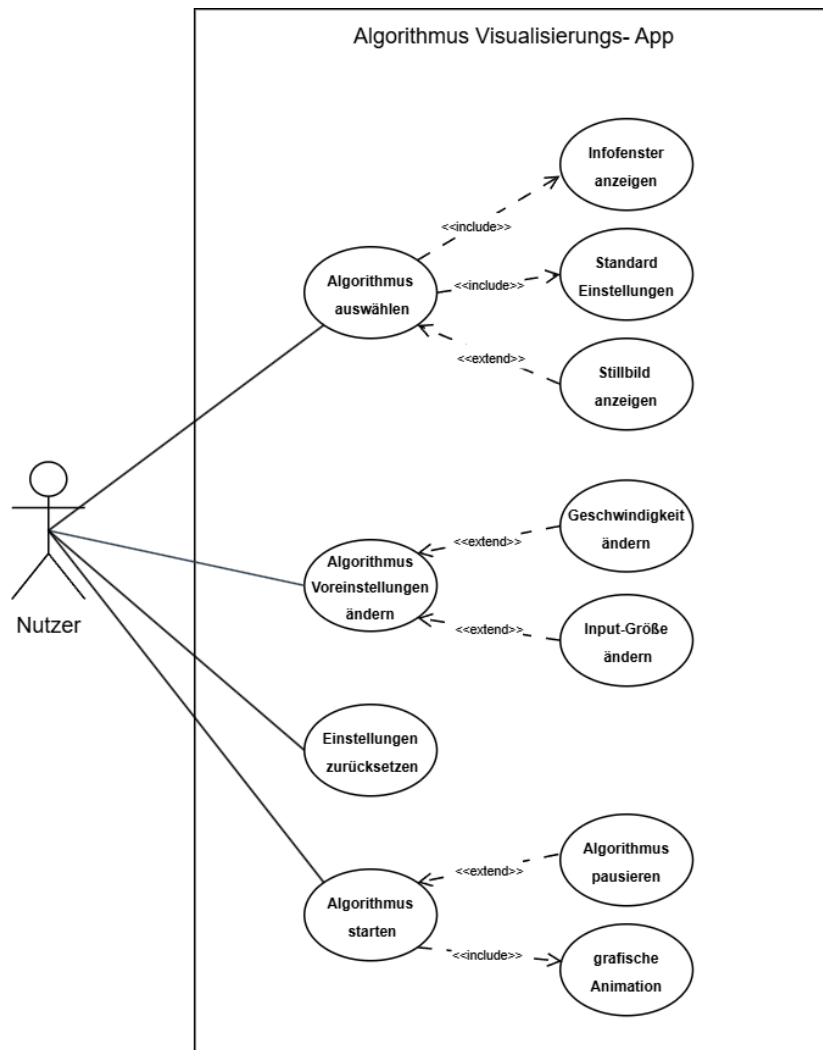 Algorithmus Visualisierungs- App
Infofenster
anzeigen
<<include>>
Algorithmus
auswählen
<<include>>
Standard
Einstellungen
<<extend>>
Stillbild
anzeigen
Nutzer
Algorithmus
Voreinstellungen
ändern
<<extend>>
Geschwindigkeit
ändern
<<extend>>
Input-Größe
ändern
Einstellungen
zurücksetzen
Algorithmus
starten
<<extend>>
Algorithmus
pausieren
<<include>>
grafische
Animation